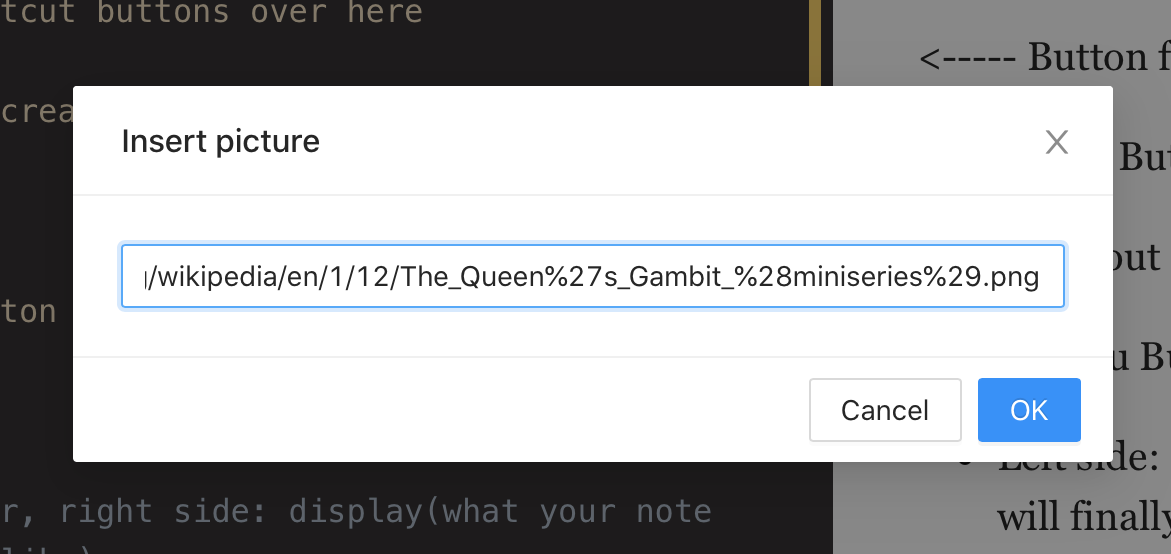 tcut buttons over here
<----- Button f
crea
Insert picture
But
/wikipedia/en/1/12/The_Queen%27s_Gambit_%28miniseries%29.png
out
ton
u Bu
Cancel
OK
Left side:
r, right side: display(what your note
will finally